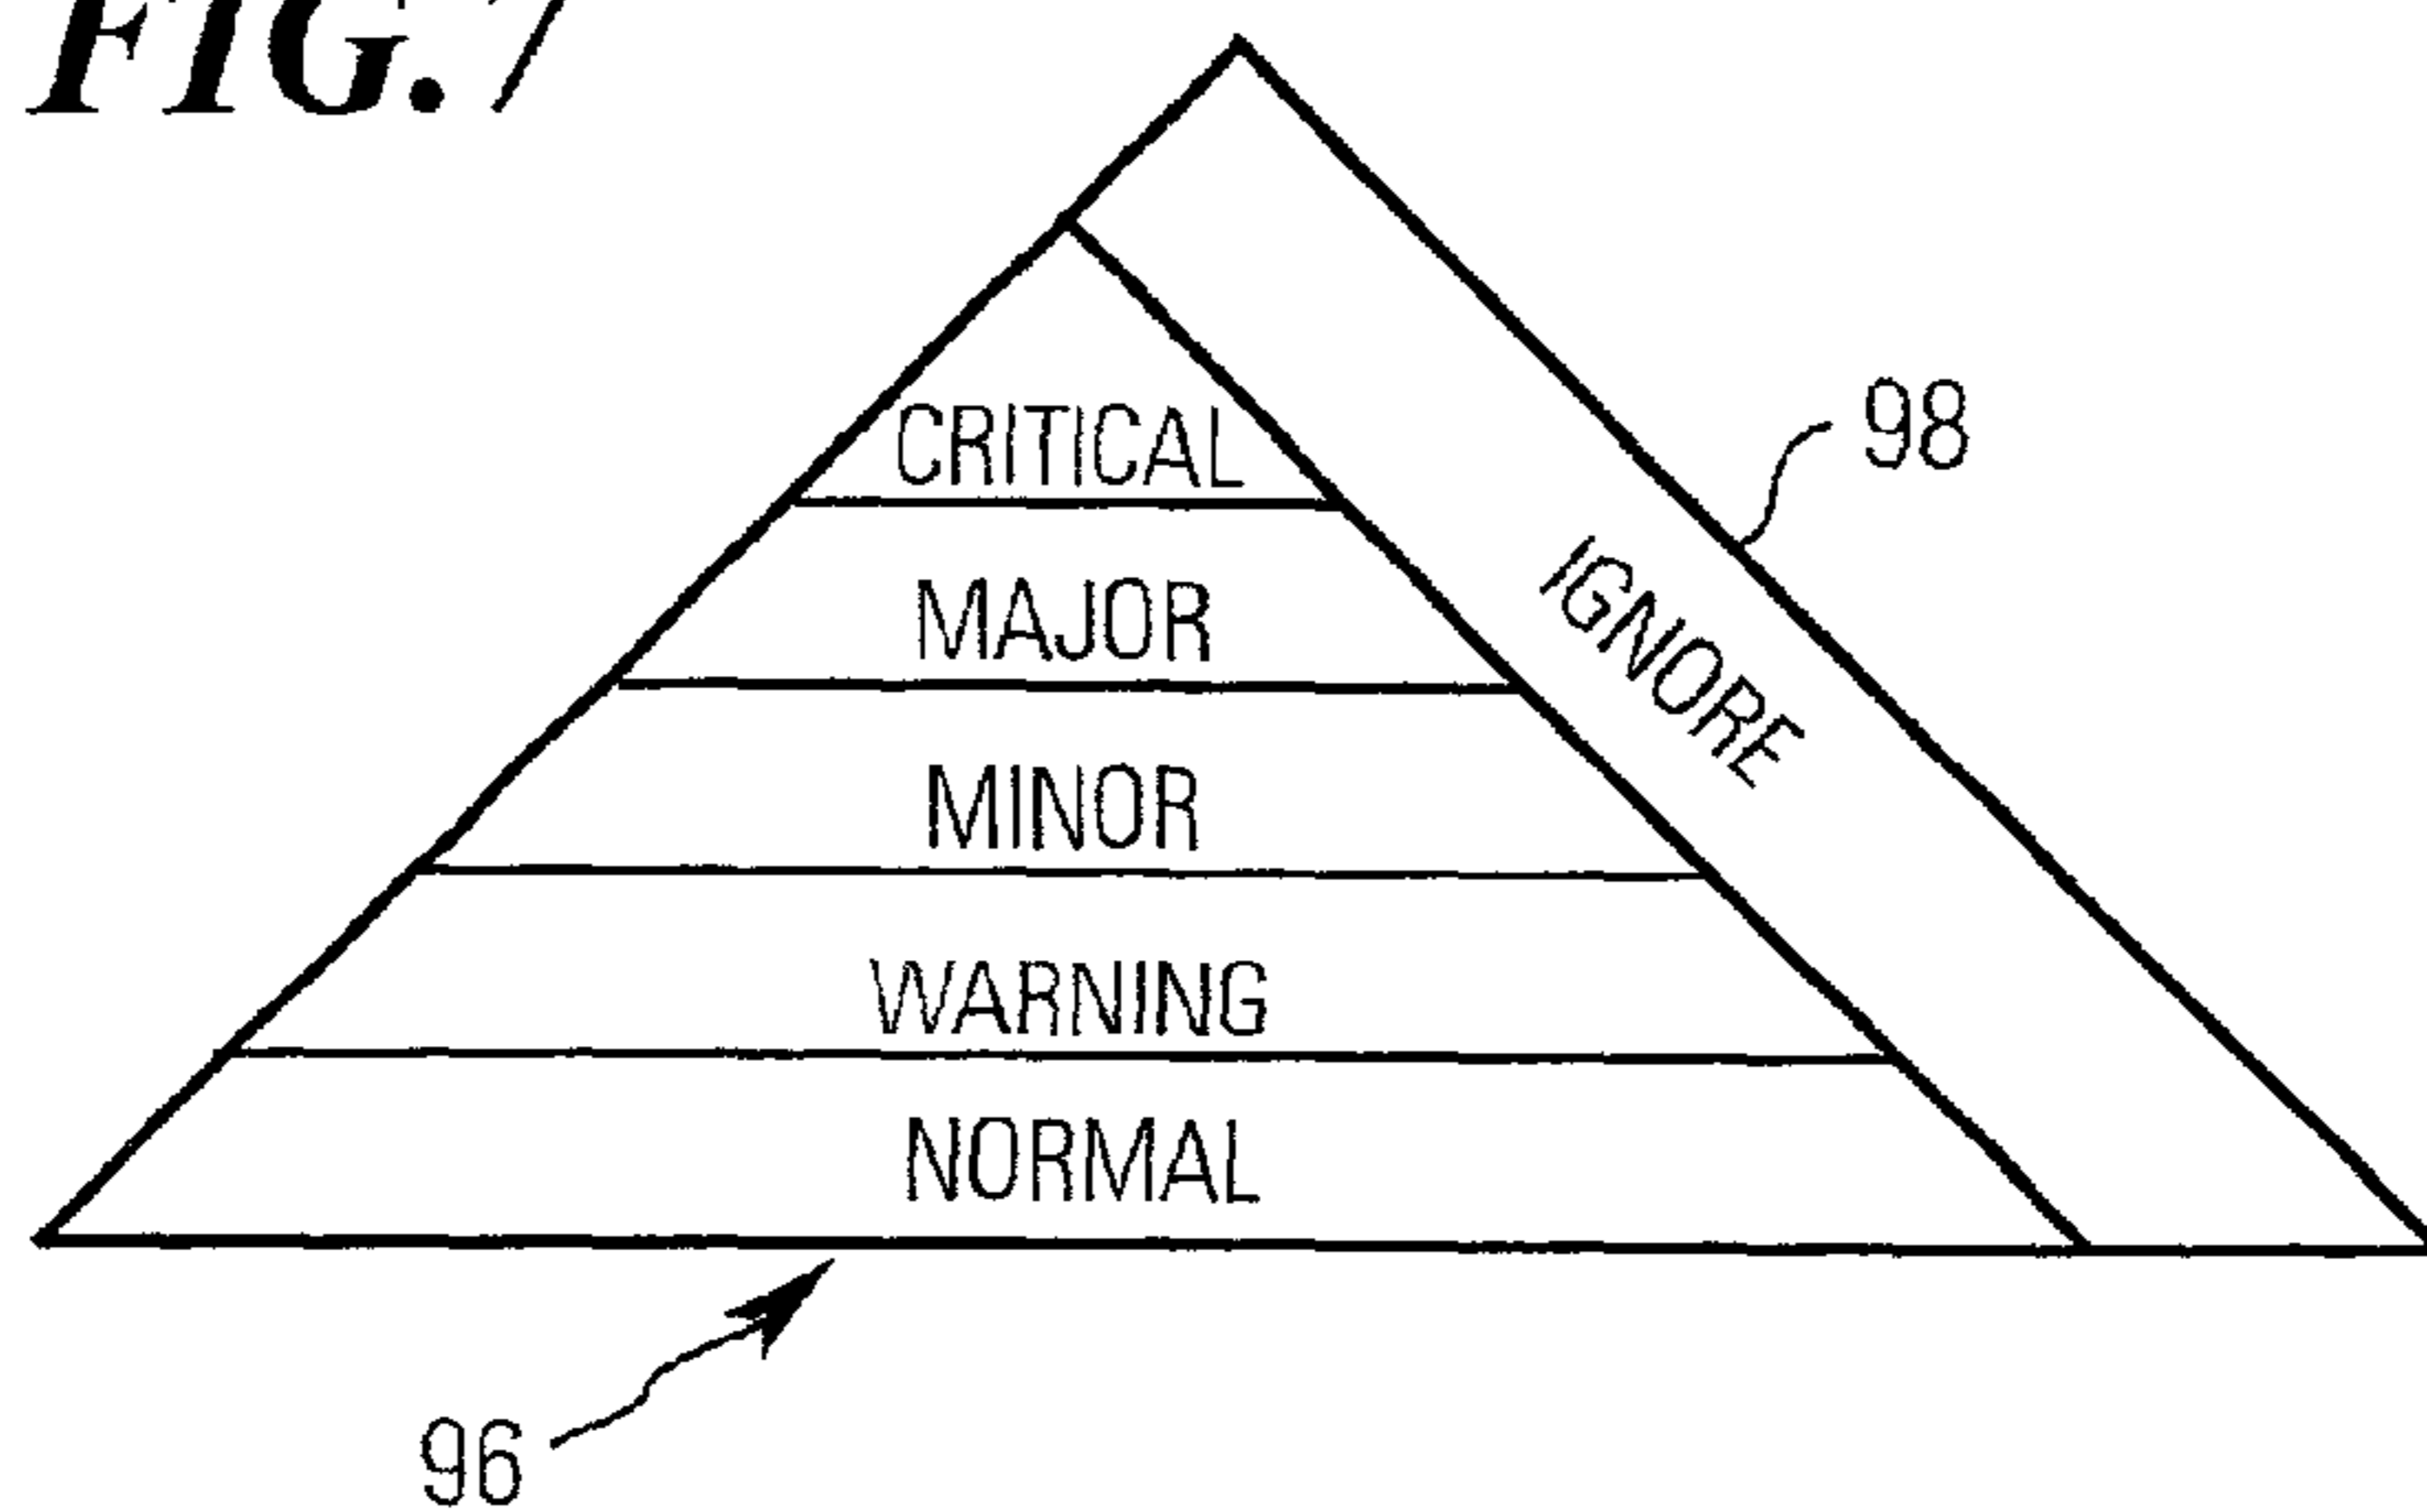 FIG. 7
CRITICAL
98
MAJOR
IGNORE
MINOR
WARNING
NORMAL
96